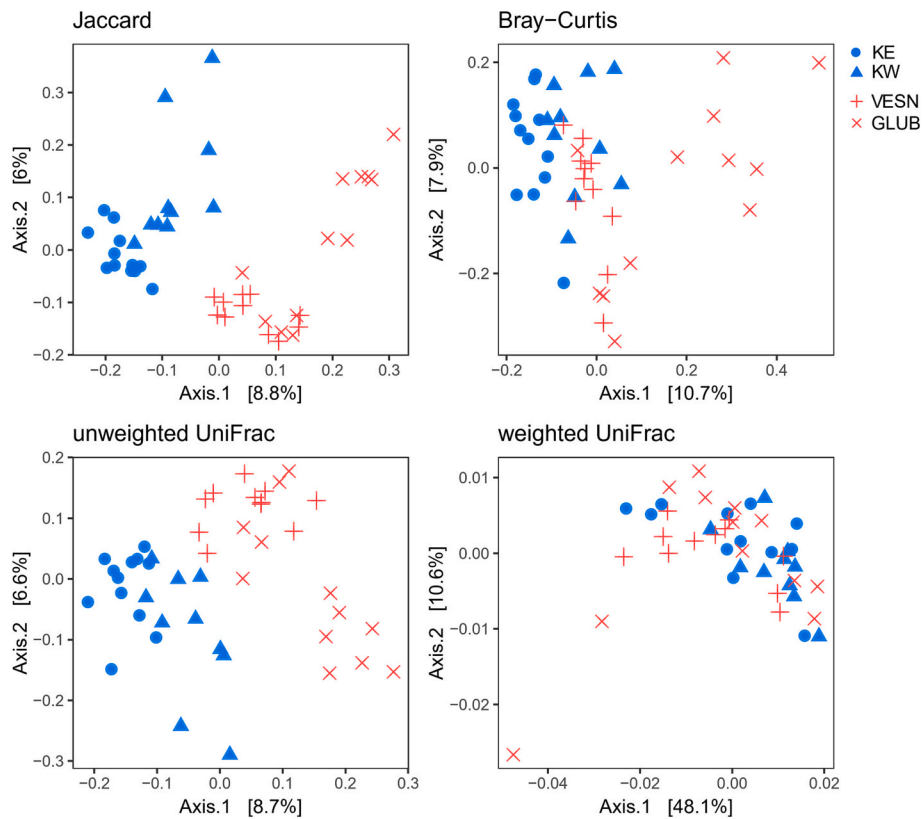 Jaccard
0.3
0.2
0.1
0.0
−0.1
−0.2
Axis.2 [6%]
−0.2 −0.1 0.0 0.1 0.2 0.3
Axis.1 [8.8%]
Bray−Curtis
0.2
0.0
−0.2
Axis.2 [7.9%]
0.0 0.2 0.4
Axis.1 [10.7%]
KE
KW
VESN
GLUB
unweighted UniFrac
0.2
0.1
0.0
−0.1
−0.2
−0.3
Axis.2 [6.6%]
−0.2 −0.1 0.0 0.1 0.2 0.3
Axis.1 [8.7%]
weighted UniFrac
0.01
0.00
−0.01
−0.02
Axis.2 [10.6%]
−0.04 −0.02 0.00 0.02
Axis.1 [48.1%]